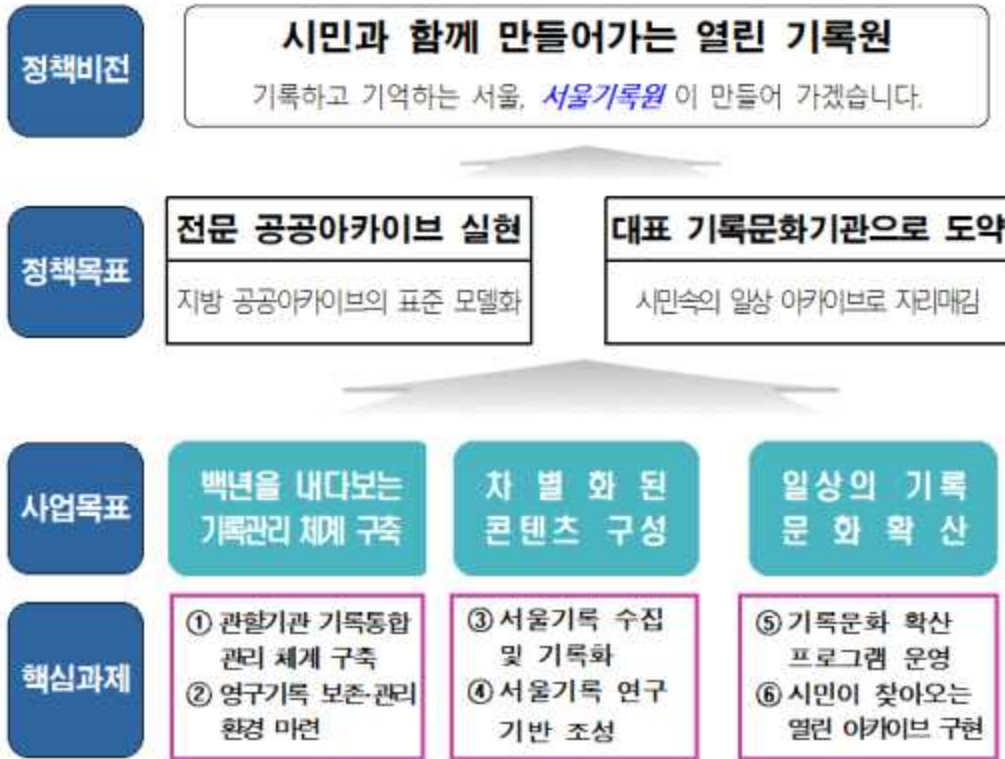 정책비전
시민과 함께 만들어가는 열린 기록원
기록하고 기억하는 서울, 서울기록원 이 만들어 가겠습니다.
정책목표
전문 공공아카이브 실현
지방 공공아카이브의 표준 모델화
대표 기록문화기관으로 도약
시민속의 일상 아카이브로 자리매김
사업목표
백년을 내다보는
기록관리 체계 구축
차 별 화 된
콘텐츠 구성
일상의 기록
문 화 확 산
핵심과제
① 관할기관 기록통합
관리 체계 구축
② 영구기록 보존·관리
환경 마련
③ 서울기록 수집
및 기록화
④ 서울기록 연구
기반 조성
⑤ 기록문화 확산
프로그램 운영
⑥ 시민이 찾아오는
열린 아카이브 구현